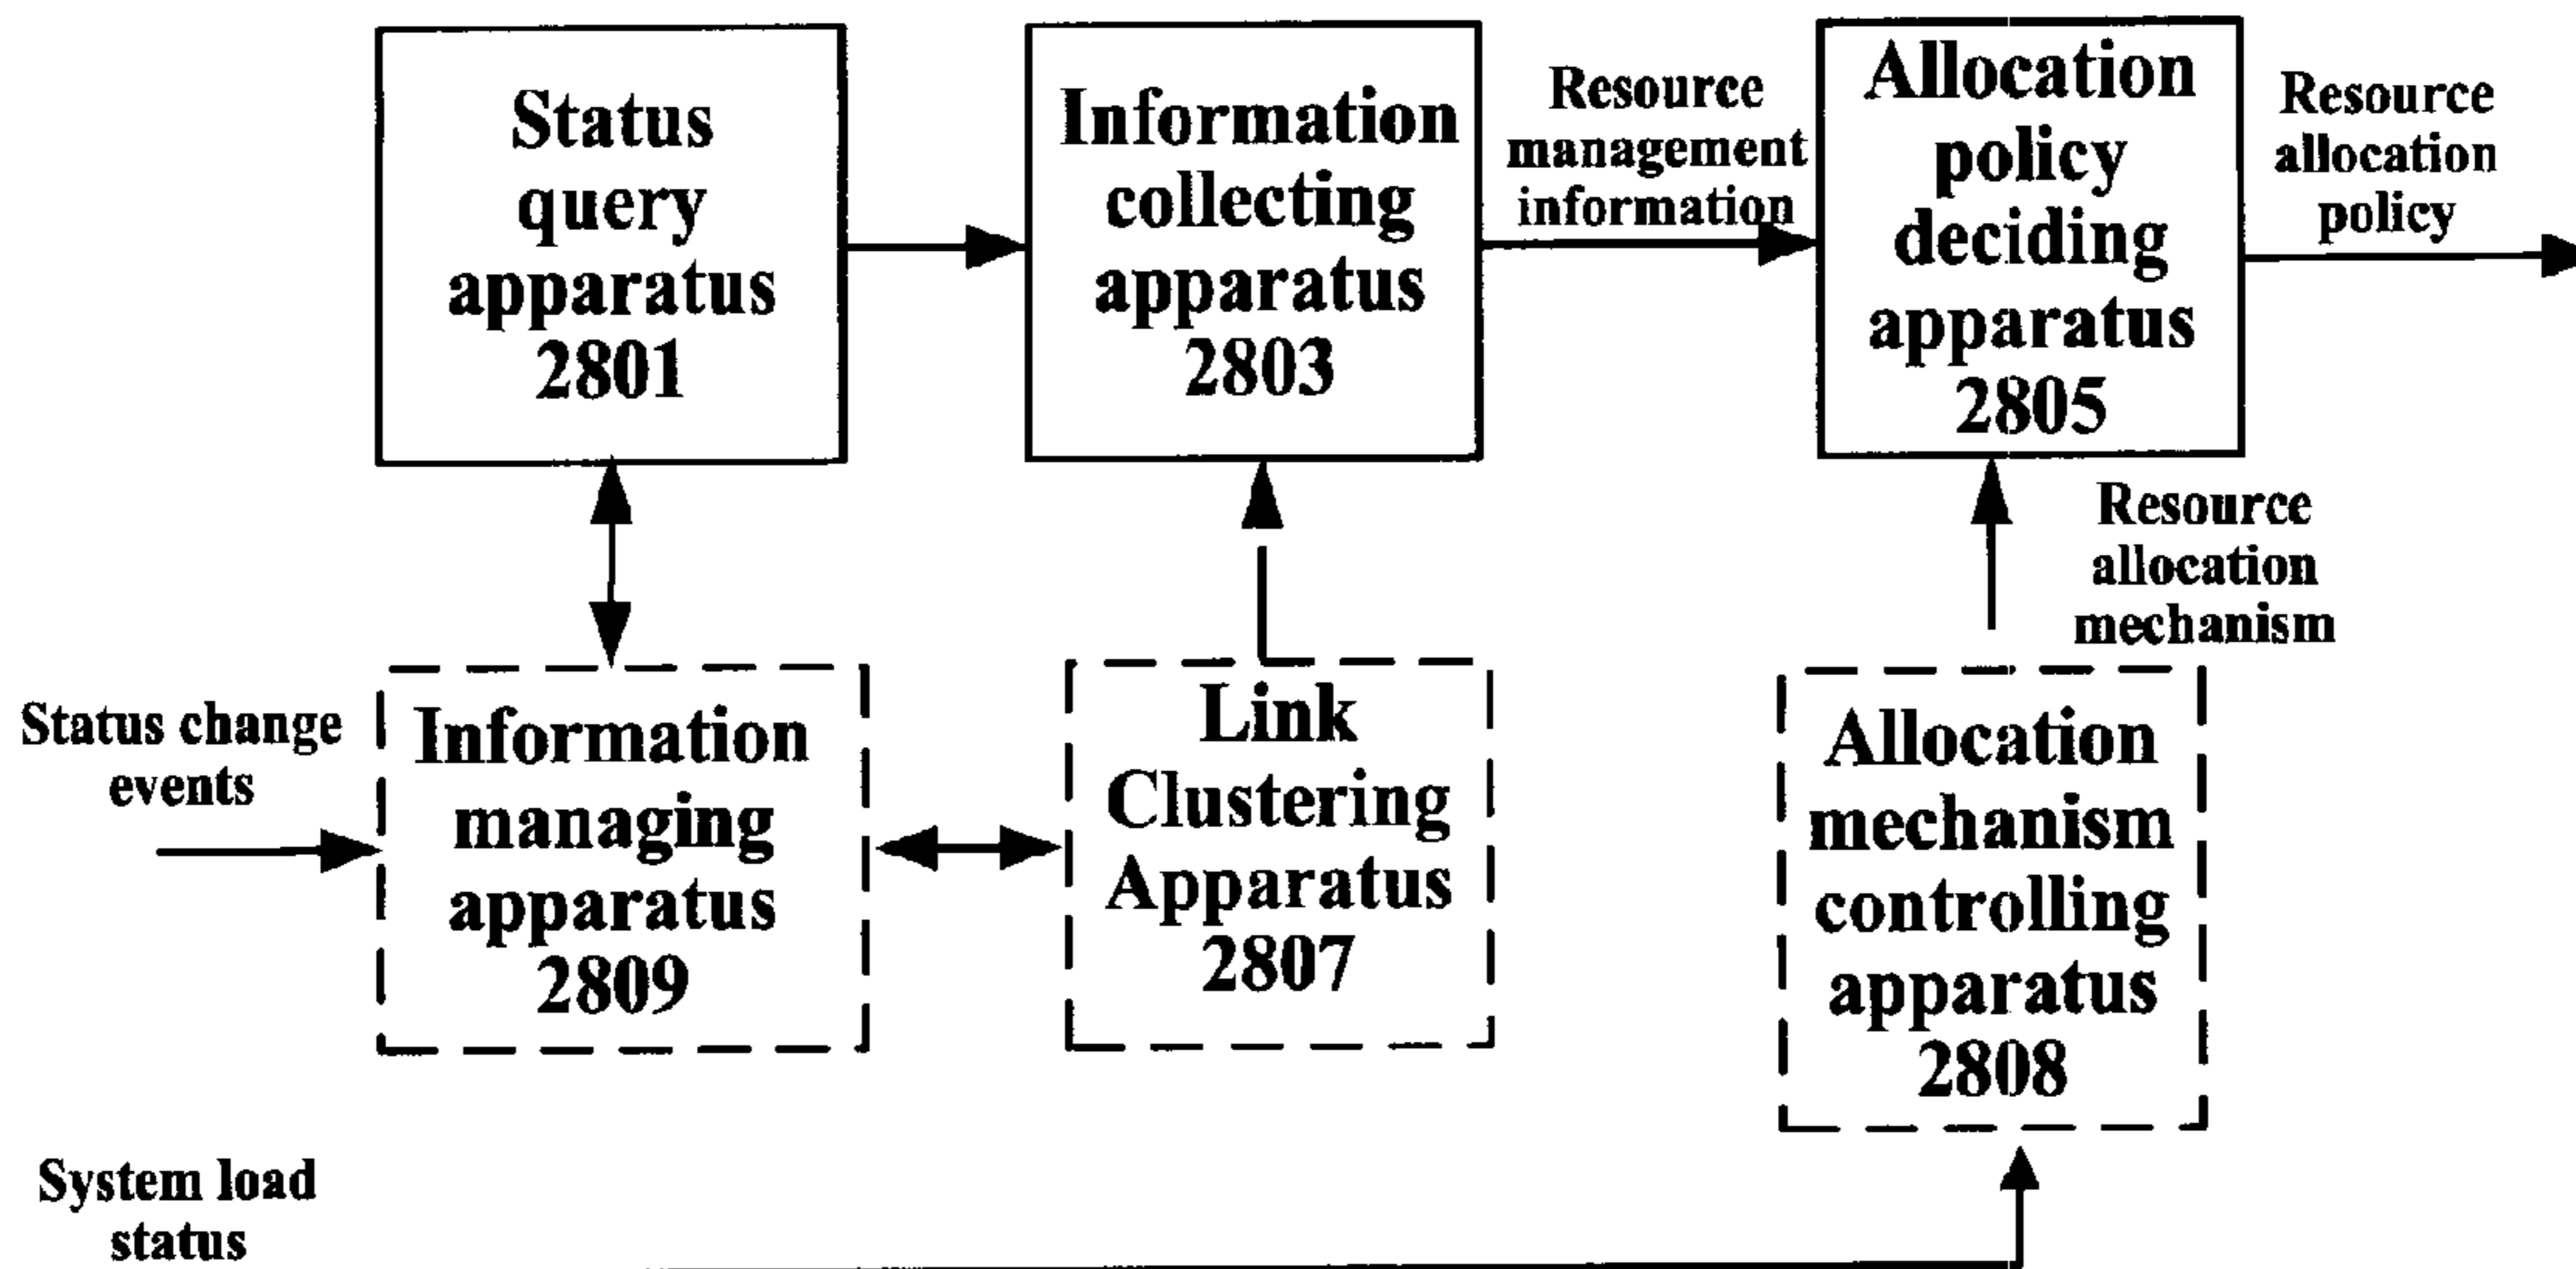 Status
query
apparatus
2801
Information
collecting
apparatus
2803
Resource
management
information
Allocation
policy
deciding
apparatus
2805
Resource
allocation
policy
Resource
allocation
mechanism
Status change
events
Information
managing
apparatus
2809
Link
Clustering
Apparatus
2807
Allocation
mechanism
controlling
apparatus
2808
System load
status